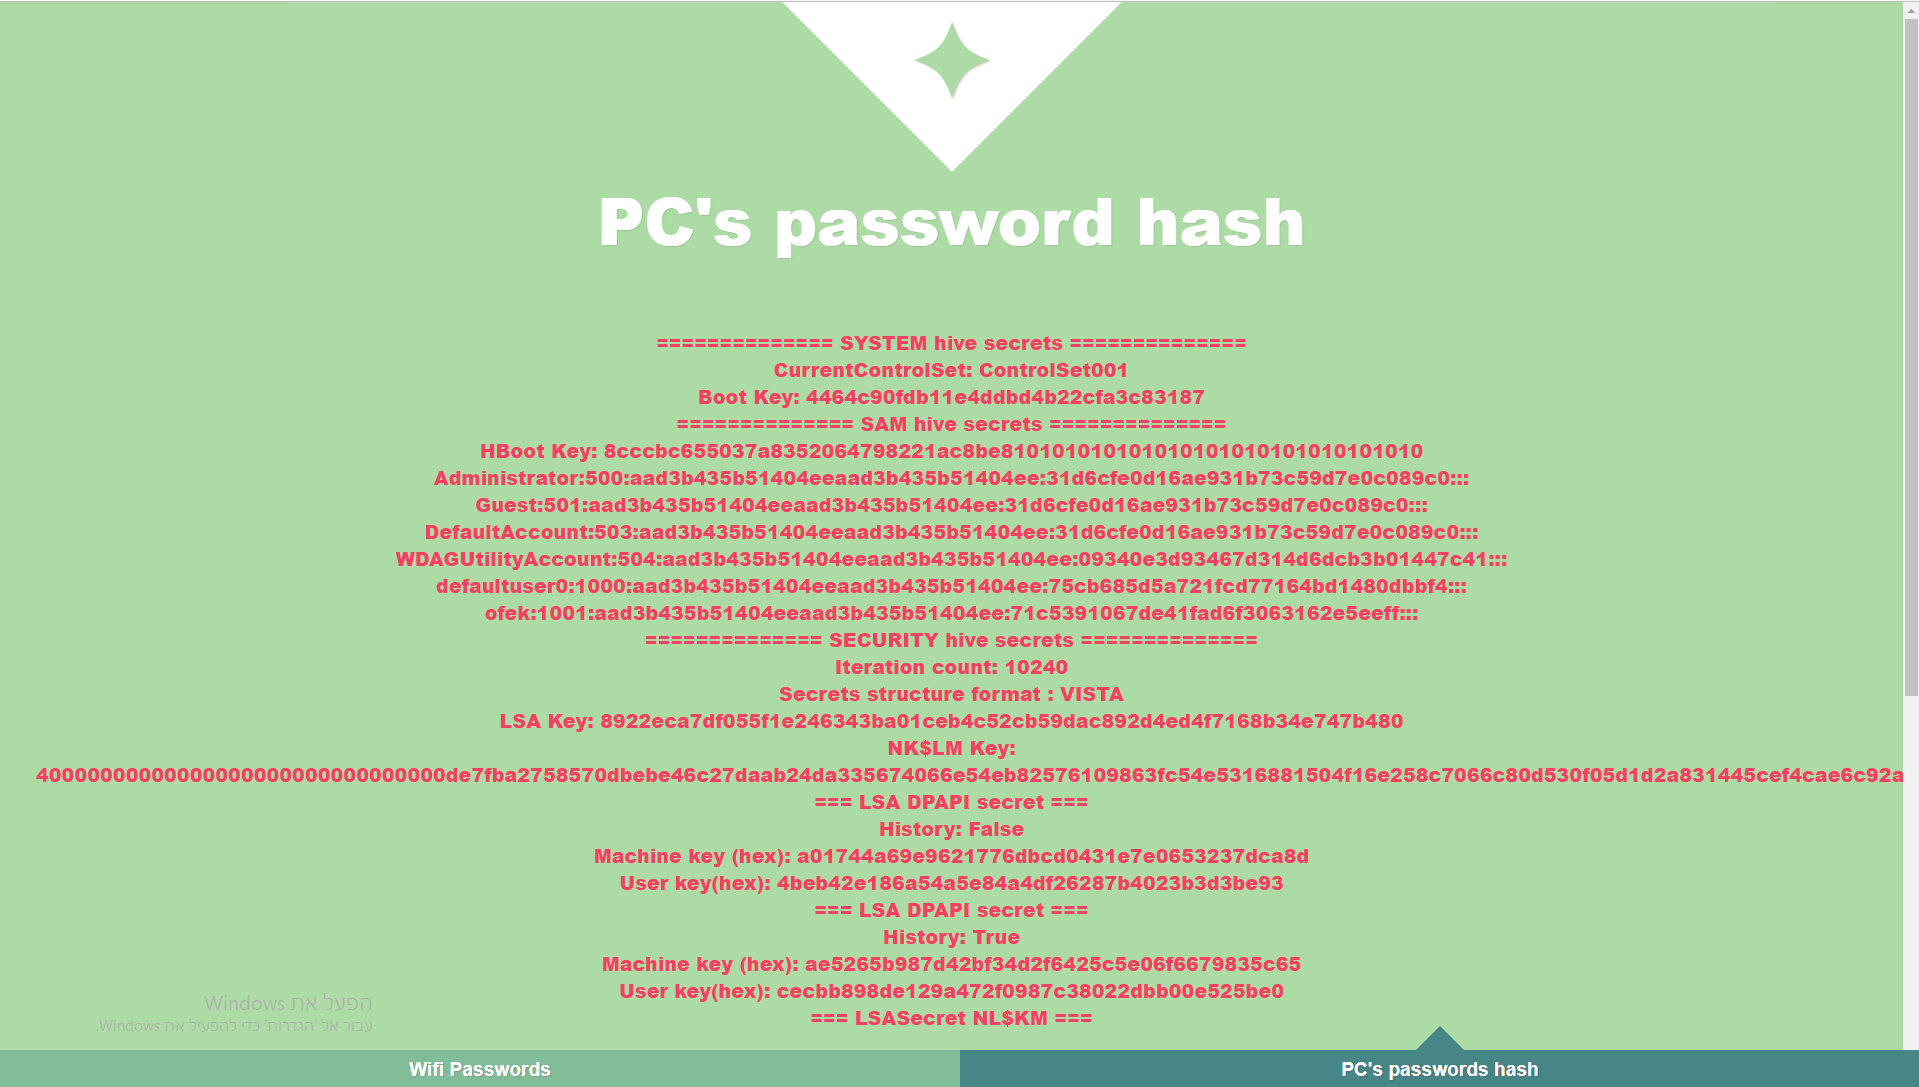 PC's password hash
============== SYSTEM hive secrets ==============
CurrentControlSet: ControlSet001
Boot Key: 4464c90fdb11e4ddbd4b22cfa3c83187
============== SAM hive secrets ==============
HBoot Key: 8cccbc655037a8352064798221ac8be81010101010101010101010101010101010
Administrator:500:aad3b435b51404eeaad3b435b51404ee:31d6cfe0d16ae931b73c59d7e0c089c0:::
Guest:501:aad3b435b51404eeaad3b435b51404ee:31d6cfe0d16ae931b73c59d7e0c089c0:::
DefaultAccount:503:aad3b435b51404eeaad3b435b51404ee:31d6cfe0d16ae931b73c59d7e0c089c0:::
WDAGUtilityAccount:504:aad3b435b51404eeaad3b435b51404ee:09340e3d93467d314d6dcb3b01447c41:::
defaultuser0:1000:aad3b435b51404eeaad3b435b51404ee:75cb685d5a721fcd77164bd1480dbbf4:::
ofek:1001:aad3b435b51404eeaad3b435b51404ee:71c5391067de41fad6f3063162e5eeff:::
============== SECURITY hive secrets ==============
Iteration count: 10240
Secrets structure format : VISTA
LSA Key: 8922eca7df055f1e246343ba01ceb4c52cb59dac892d4ed4f7168b34e747b480
NK$LM Key:
40000000000000000000000000000000de7fba2758570dbebe46c27daab24da335674066e54eb82576109863fc54e5316881504f16e258c7066c80d530f05d1d2a831445cef4cae6c92a
=== LSA DPAPI secret ===
History: False
Machine key (hex): a01744a69e9621776dbcd0431e7e0653237dca8d
User key(hex): 4beb42e186a54a5e84a4df26287b4023b3d3be93
=== LSA DPAPI secret ===
History: True
Machine key (hex): ae5265b987d42bf34d2f6425c5e06f6679835c65
User key(hex): cecbb898de129a472f0987c38022dbb00e525be0
=== LSASecret NL$KM ===
הפעל את Windows
עבור אל 'הגדרות' כדי להפעיל את Windows.
Wifi Passwords
PC's passwords hash